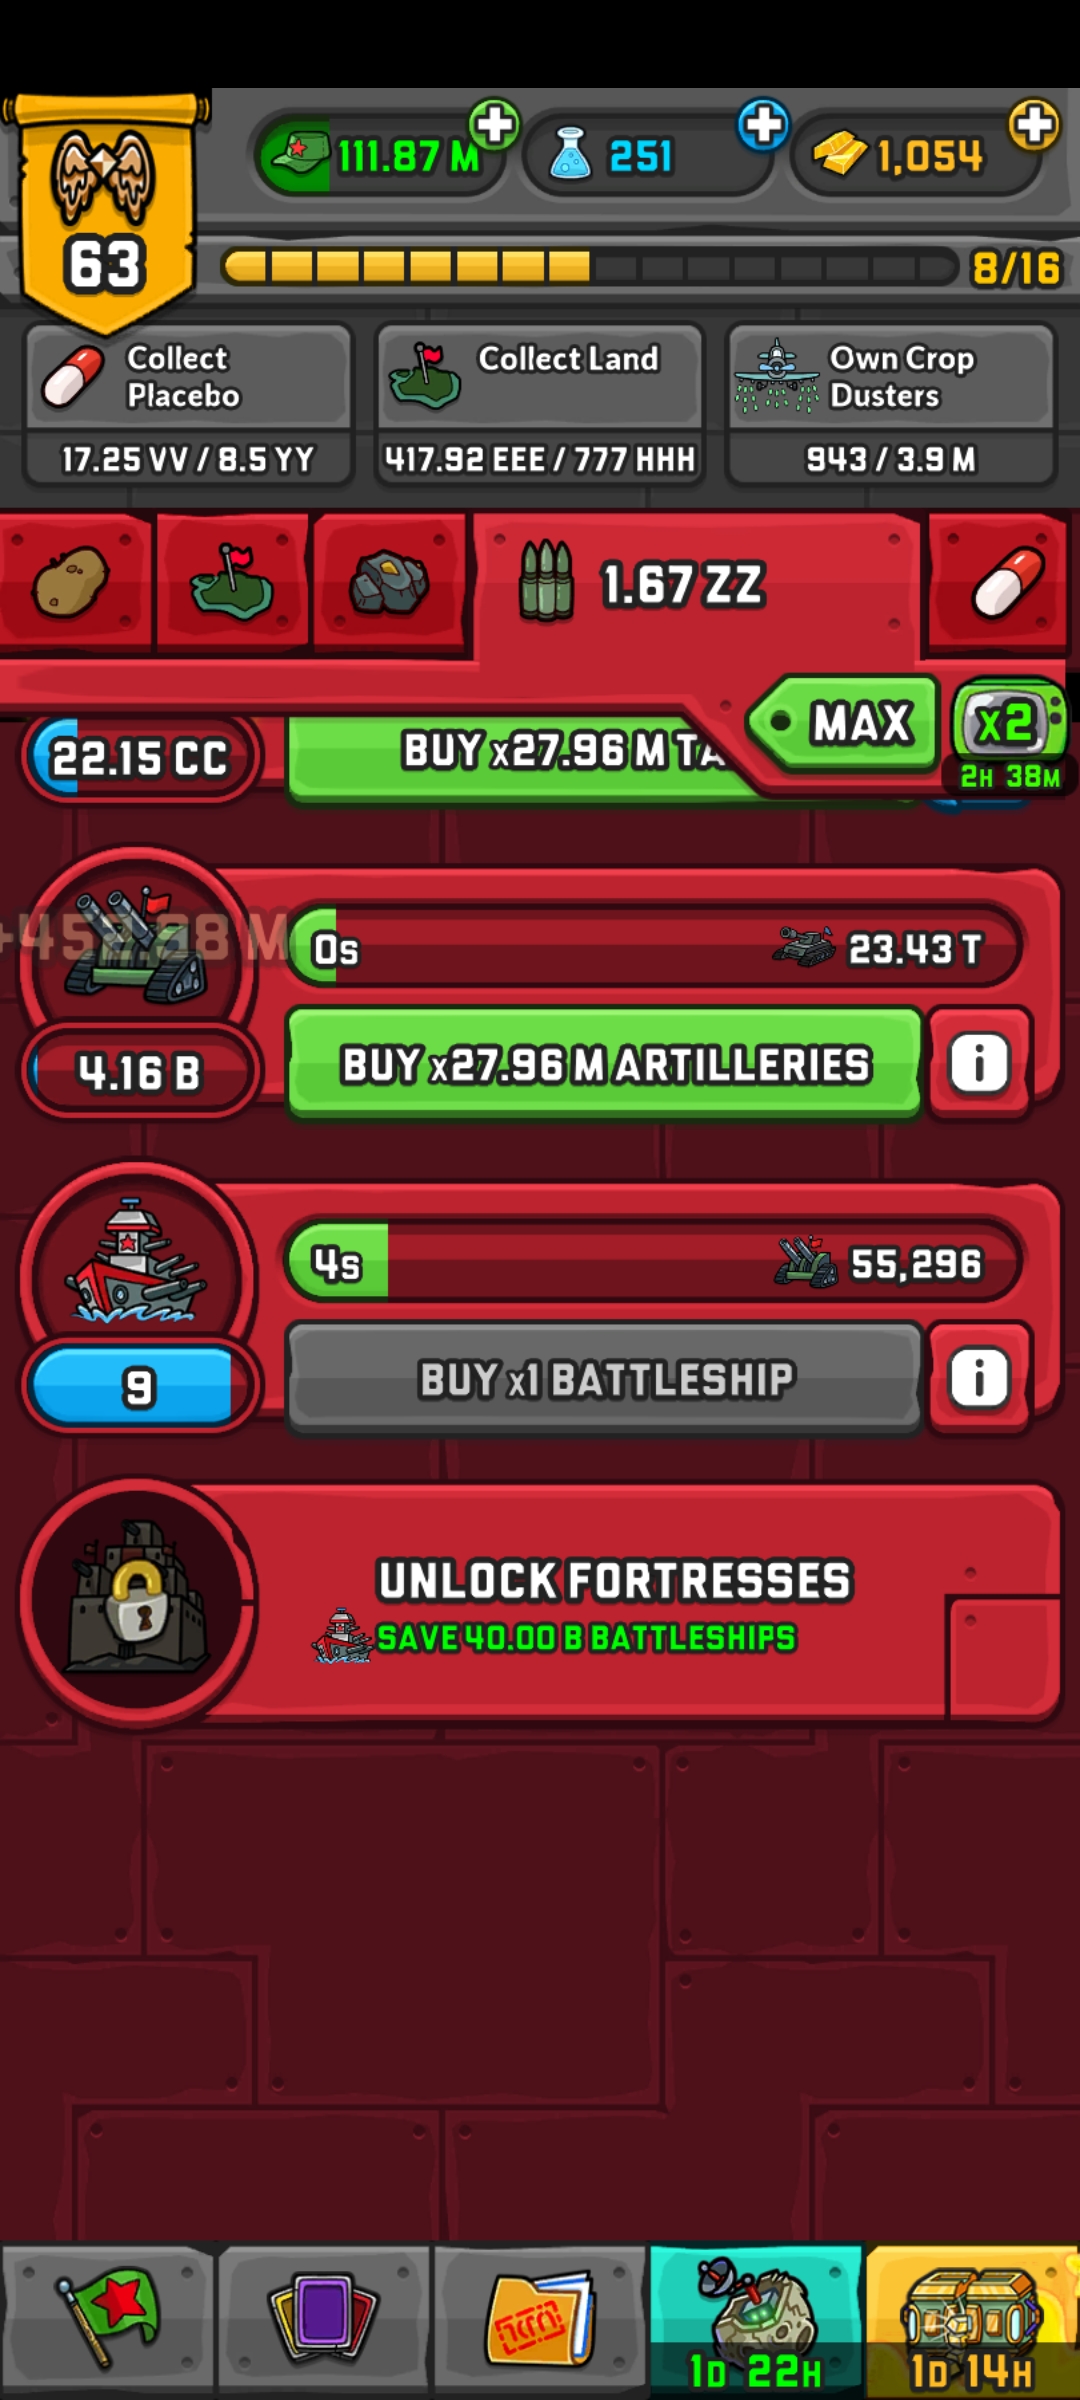 111.87 M
251
1,054
63
8/16
Collect
Placebo
17.25 VV / 8.5 YY
Collect Land
417.92 EEE / 777 HHH
Own Crop
Dusters
943 / 3.9 M
1.67 ZZ
MAX
x2
2H 38M
22.15 CC
BUY x27.96 M TA
0s
23.43 T
4.16 B
BUY x27.96 M ARTILLERIES
i
4s
55,296
9
BUY x1 BATTLESHIP
i
UNLOCK FORTRESSES
SAVE 40.00 B BATTLESHIPS
1D 22H
1D 14H